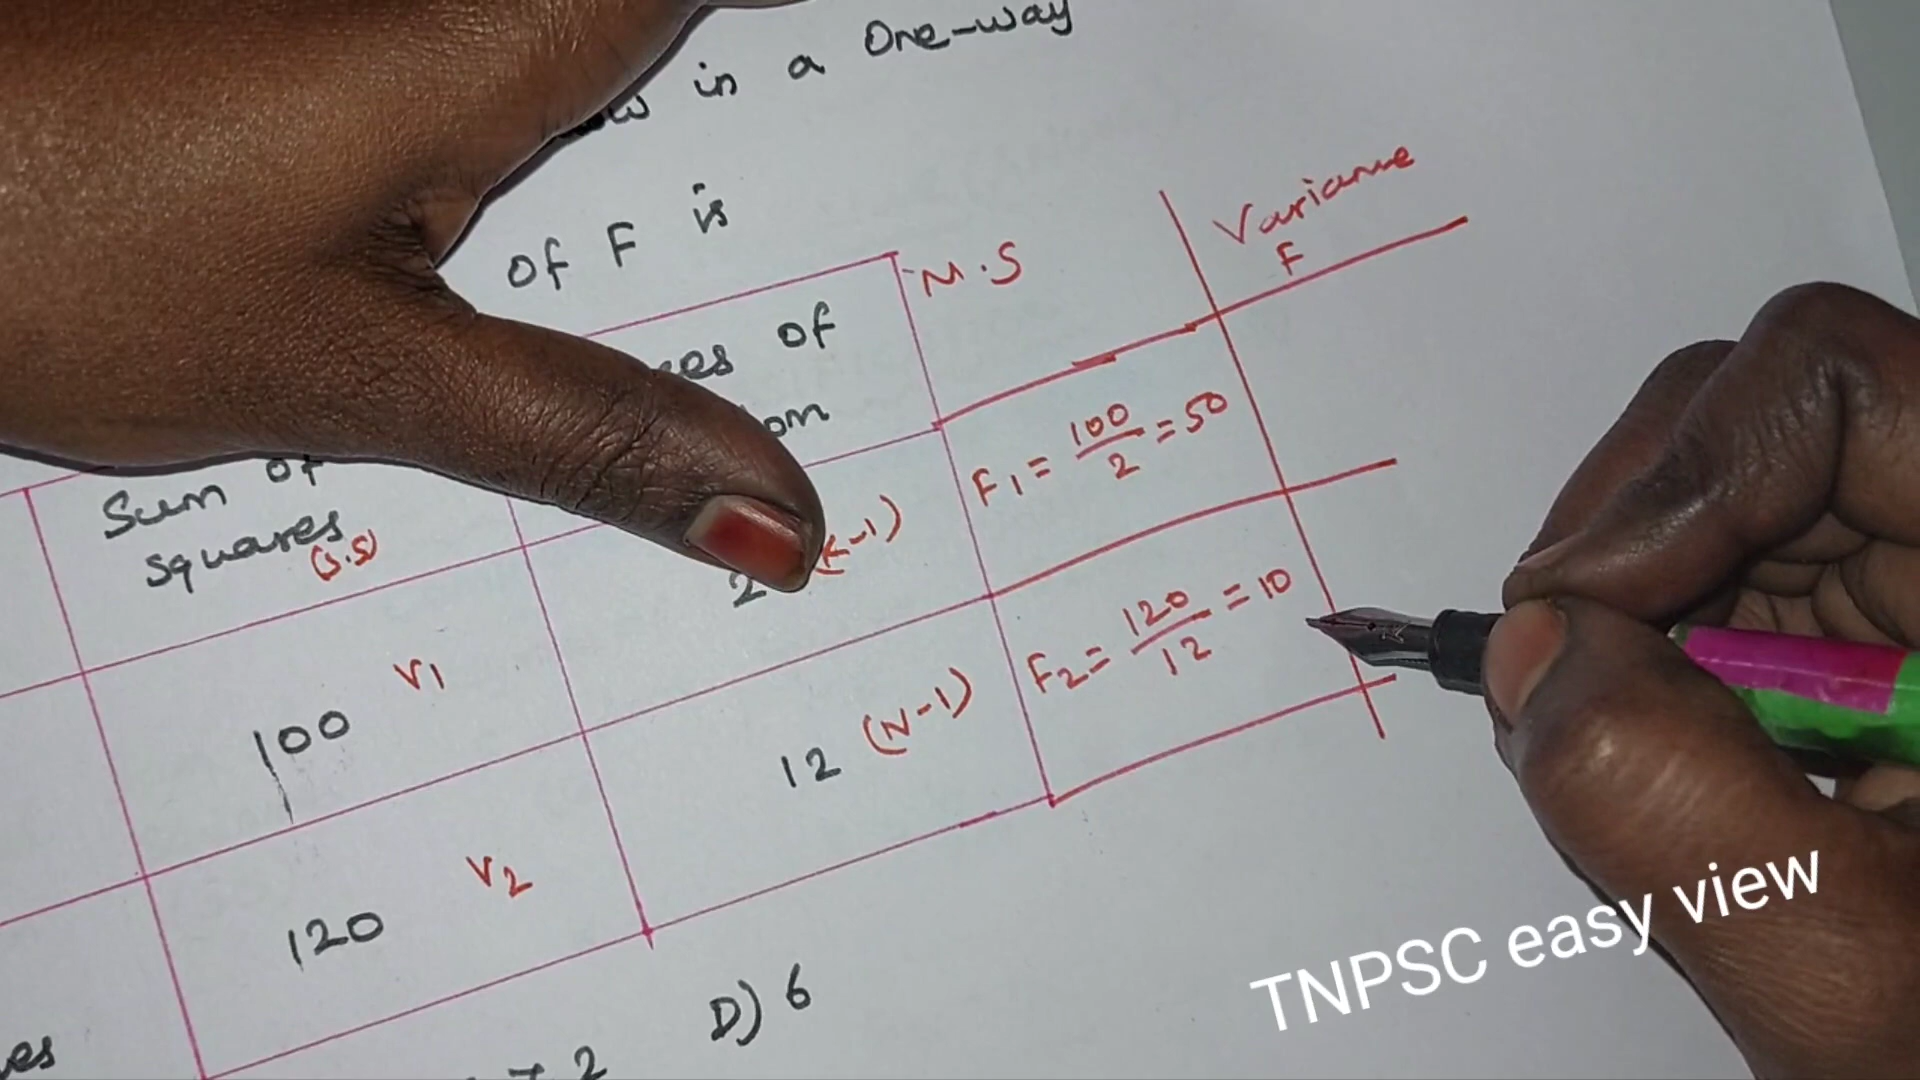 in a One-way
Of F is
M.S
Variance
F
Of
Sum of
squares
(S.S)
F1 = 100/2 = 50
100 V1
2 (K-1)
F2 = 120/12 = 10
120 V2
12 (N-1)
D) 6
2
TNPSC easy view